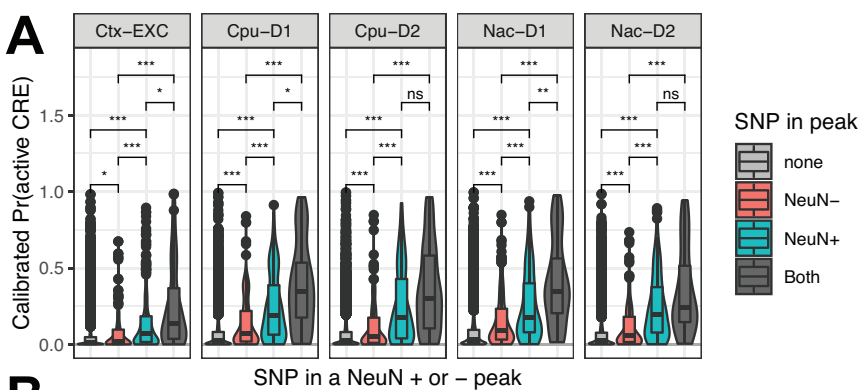 A
Ctx−EXC Cpu−D1 Cpu−D2 Nac−D1 Nac−D2
Calibrated Pr(active CRE)
1.5
1.0
0.5
0.0
*** * *** *** *
*** * *** *** ***
*** ns *** *** ***
*** ** *** *** ***
*** ns *** *** ***
SNP in peak
none
NeuN−
NeuN+
Both
SNP in a NeuN + or − peak